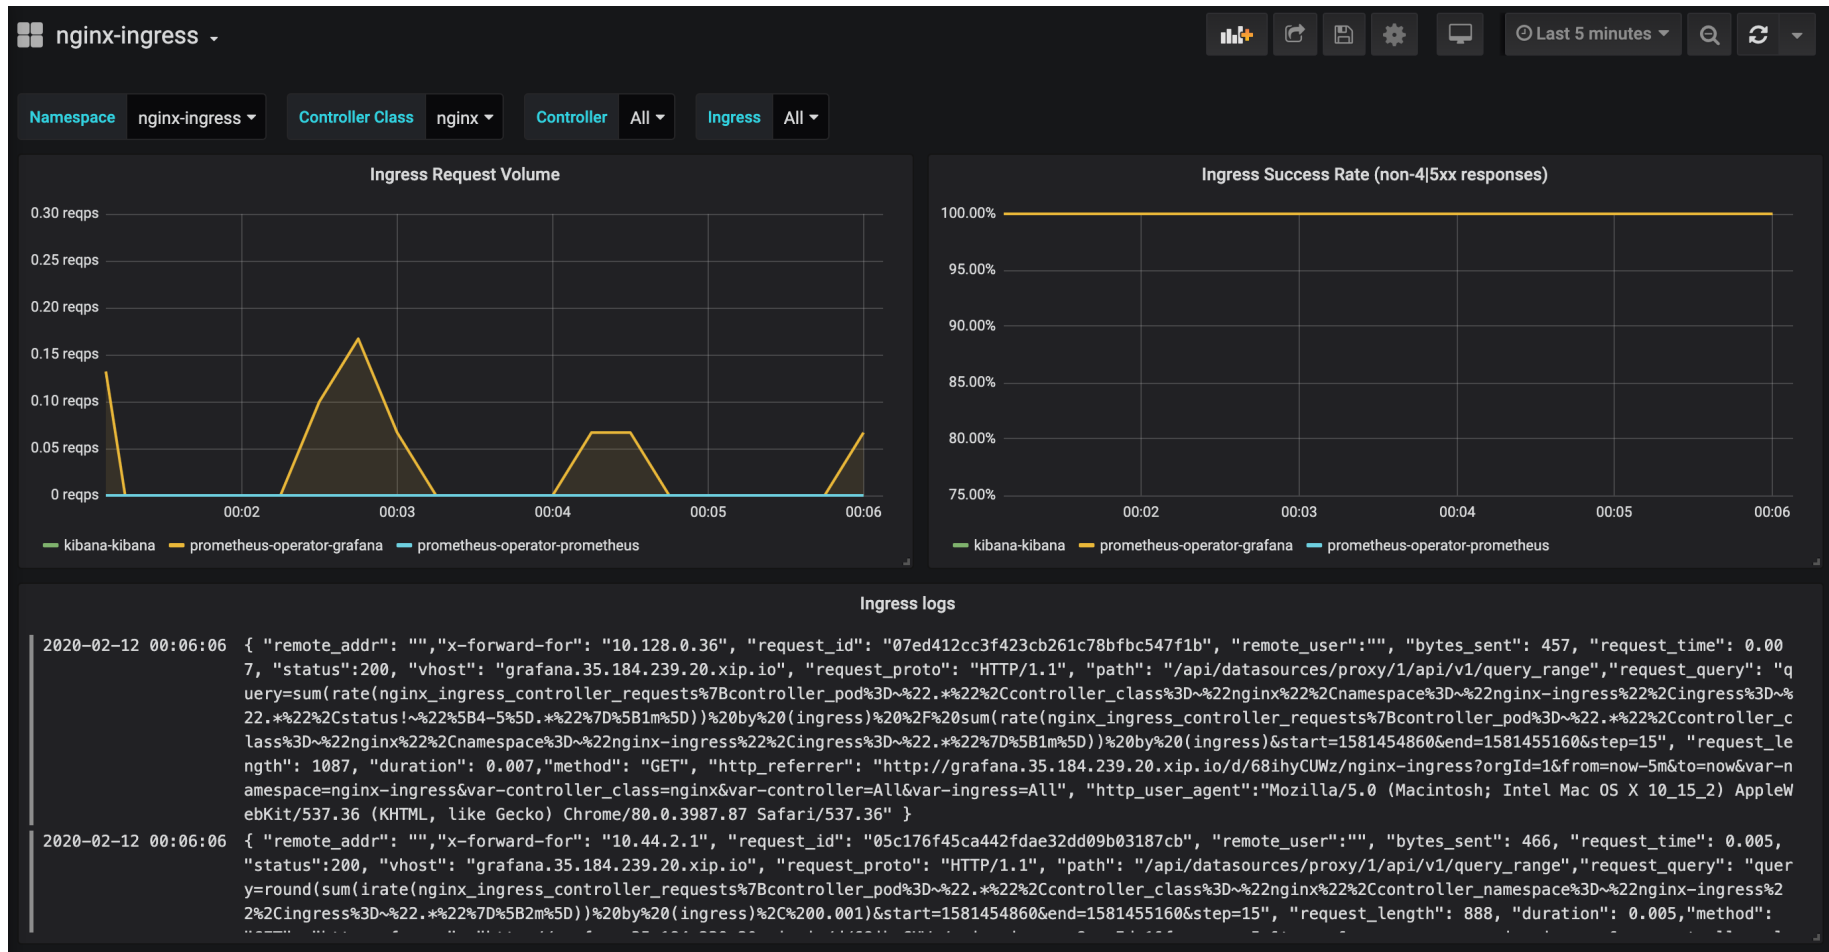 nginx-ingress
Last 5 minutes
Namespace nginx-ingress Controller Class nginx Controller All Ingress All
Ingress Request Volume
0.30 reqps
0.25 reqps
0.20 reqps
0.15 reqps
0.10 reqps
0.05 reqps
0 reqps
00:02 00:03 00:04 00:05 00:06
kibana-kibana prometheus-operator-grafana prometheus-operator-prometheus
Ingress Success Rate (non-4|5xx responses)
100.00%
95.00%
90.00%
85.00%
80.00%
75.00%
00:02 00:03 00:04 00:05 00:06
kibana-kibana prometheus-operator-grafana prometheus-operator-prometheus
Ingress logs
2020-02-12 00:06:06 { "remote_addr": "","x-forward-for": "10.128.0.36", "request_id": "07ed412cc3f423cb261c78bfbc547f1b", "remote_user":"", "bytes_sent": 457, "request_time": 0.00
7, "status":200, "vhost": "grafana.35.184.239.20.xip.io", "request_proto": "HTTP/1.1", "path": "/api/datasources/proxy/1/api/v1/query_range","request_query": "q
uery=sum(rate(nginx_ingress_controller_requests%7Bcontroller_pod%3D~%22.*%22%2Ccontroller_class%3D~%22nginx%22%2Cnamespace%3D~%22nginx-ingress%22%2Cingress%3D~%
22.*%22%2Cstatus!~%22%5B4-5%5D.*%22%7D%5B1m%5D))%20by%20(ingress)%20%2F%20sum(rate(nginx_ingress_controller_requests%7Bcontroller_pod%3D~%22.*%22%2Ccontroller_c
lass%3D~%22nginx%22%2Cnamespace%3D~%22nginx-ingress%22%2Cingress%3D~%22.*%22%7D%5B1m%5D))%20by%20(ingress)&start=1581454860&end=1581455160&step=15", "request_le
ngth": 1087, "duration": 0.007,"method": "GET", "http_referrer": "http://grafana.35.184.239.20.xip.io/d/68ihyCUWz/nginx-ingress?orgId=1&from=now-5m&to=now&var-n
amespace=nginx-ingress&var-controller_class=nginx&var-controller=All&var-ingress=All", "http_user_agent":"Mozilla/5.0 (Macintosh; Intel Mac OS X 10_15_2) AppleW
ebKit/537.36 (KHTML, like Gecko) Chrome/80.0.3987.87 Safari/537.36" }
2020-02-12 00:06:06 { "remote_addr": "","x-forward-for": "10.44.2.1", "request_id": "05c176f45ca442fdae32dd09b03187cb", "remote_user":"", "bytes_sent": 466, "request_time": 0.005,
"status":200, "vhost": "grafana.35.184.239.20.xip.io", "request_proto": "HTTP/1.1", "path": "/api/datasources/proxy/1/api/v1/query_range","request_query": "quer
y=round(sum(irate(nginx_ingress_controller_requests%7Bcontroller_pod%3D~%22.*%22%2Ccontroller_class%3D~%22nginx%22%2Ccontroller_namespace%3D~%22nginx-ingress%2
2%2Cingress%3D~%22.*%22%7D%5B2m%5D))%20by%20(ingress)%2C%200.001)&start=1581454860&end=1581455160&step=15", "request_length": 888, "duration": 0.005,"method":